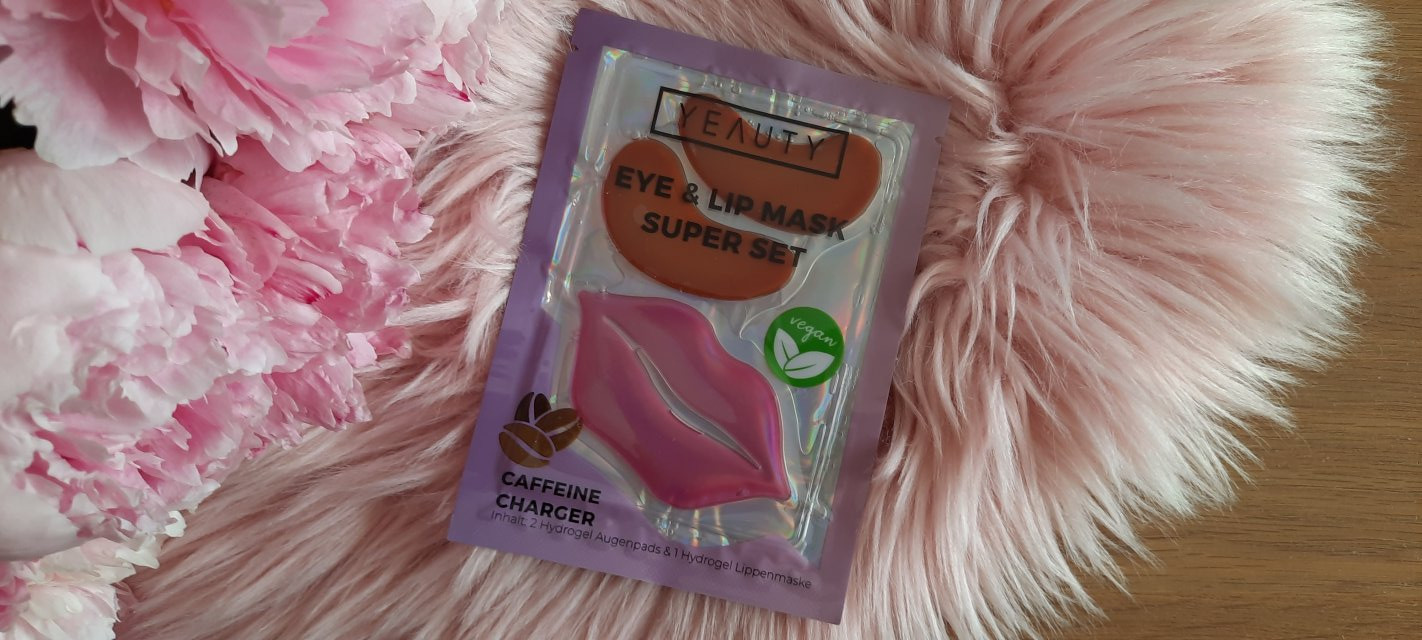 YEAUTY
EYE & LIP MASK
SUPER SET
vegan
CAFFEINE
CHARGER
Inhalt: 2 Hydrogel Augenpads & 1 Hydrogel Lippenmaske